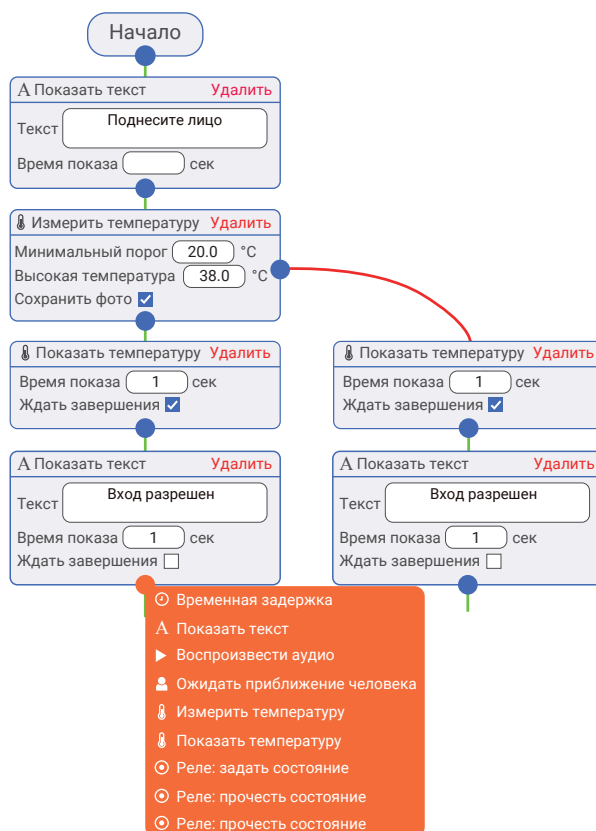 Начало
A Показать текст Удалить
Текст Поднесите лицо
Время показа сек
Измерить температуру Удалить
Минимальный порог 20.0 °C
Высокая температура 38.0 °C
Сохранить фото
Показать температуру Удалить
Время показа 1 сек
Ждать завершения
A Показать текст Удалить
Текст Вход разрешен
Время показа 1 сек
Ждать завершения
Показать температуру Удалить
Время показа 1 сек
Ждать завершения
A Показать текст Удалить
Текст Вход разрешен
Время показа 1 сек
Ждать завершения
Временная задержка
A Показать текст
Воспроизвести аудио
Ожидать приближение человека
Измерить температуру
Показать температуру
Реле: задать состояние
Реле: прочесть состояние
Реле: прочесть состояние